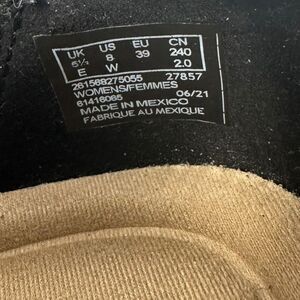 UK US EU CN
5½ 8 39 240
E W 2.0
261568275055 27857
WOMENS/FEMMES 06/21
61416065
MADE IN MEXICO
FABRIQUE AU MEXIQUE